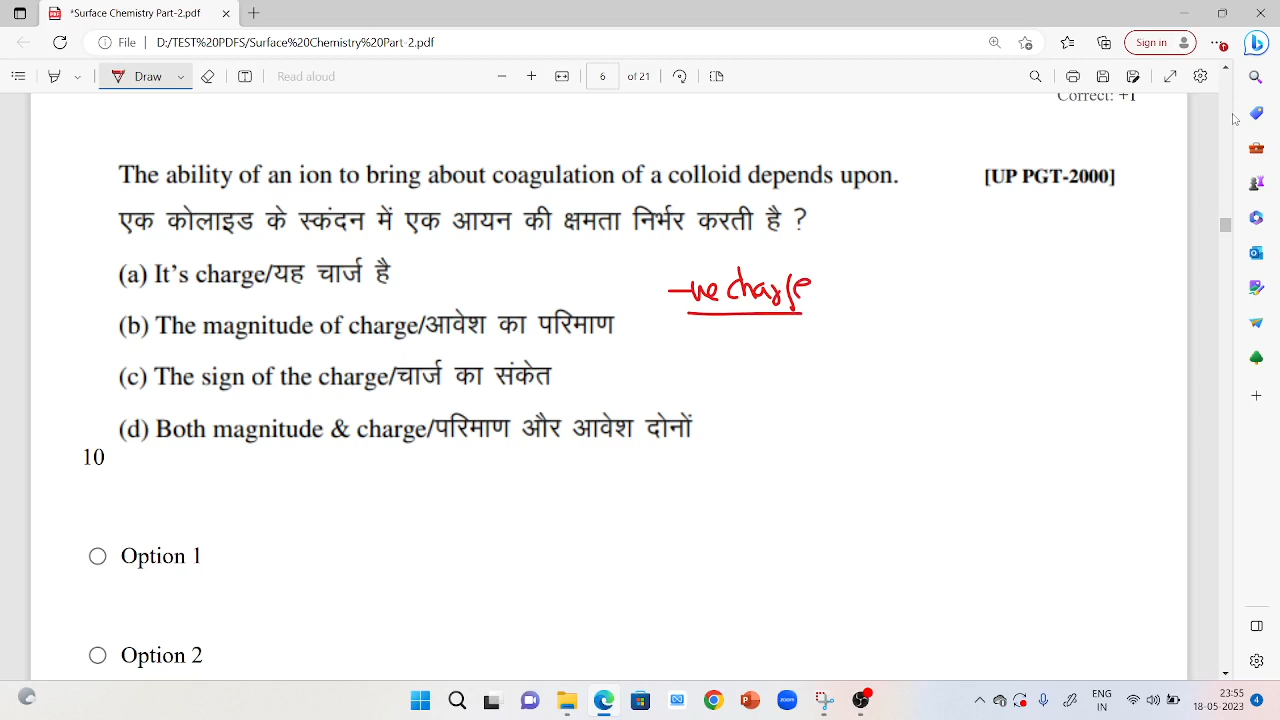 *Surface Chemistry Part-2.pdf
File D:/TEST%20PDFS/Surface%20Chemistry%20Part-2.pdf Sign in
Draw Read aloud 6 of 21
Correct: +1
The ability of an ion to bring about coagulation of a colloid depends upon. [UP PGT-2000]
एक कोलाइड के स्कंदन में एक आयन की क्षमता निर्भर करती है ?
(a) It's charge/यह चार्ज है
-ve charge
(b) The magnitude of charge/आवेश का परिमाण
(c) The sign of the charge/चार्ज का संकेत
(d) Both magnitude & charge/परिमाण और आवेश दोनों
10
Option 1
Option 2
ENG 23:55
IN 18-05-2023 4